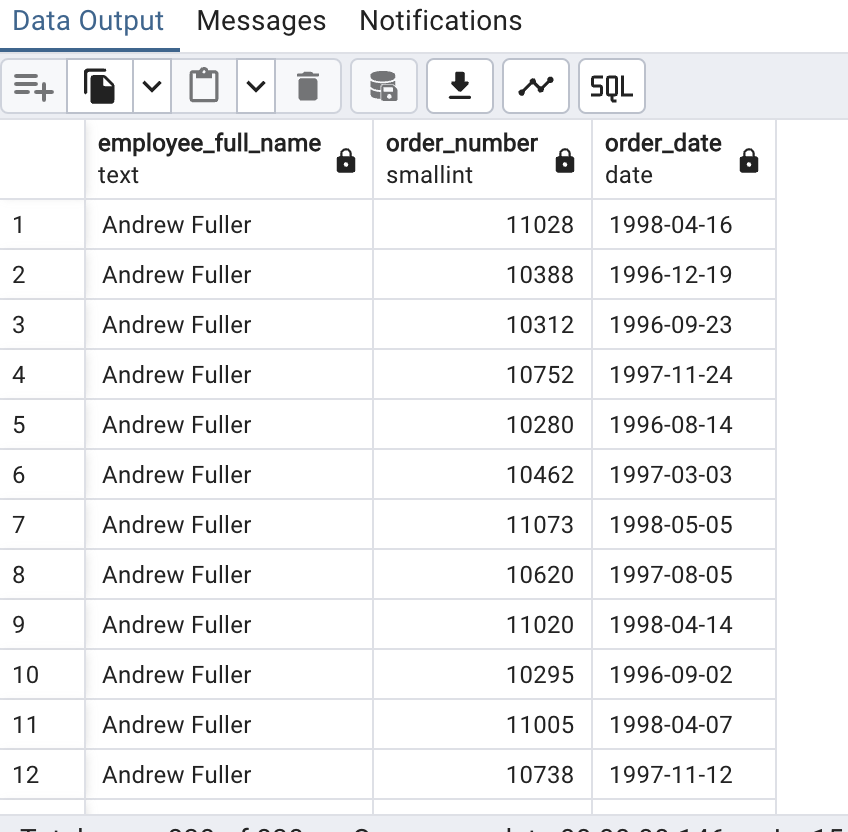 Data Output Messages Notifications
SQL
employee_full_name order_number order_date
text smallint date
1 Andrew Fuller 11028 1998-04-16
2 Andrew Fuller 10388 1996-12-19
3 Andrew Fuller 10312 1996-09-23
4 Andrew Fuller 10752 1997-11-24
5 Andrew Fuller 10280 1996-08-14
6 Andrew Fuller 10462 1997-03-03
7 Andrew Fuller 11073 1998-05-05
8 Andrew Fuller 10620 1997-08-05
9 Andrew Fuller 11020 1998-04-14
10 Andrew Fuller 10295 1996-09-02
11 Andrew Fuller 11005 1998-04-07
12 Andrew Fuller 10738 1997-11-12